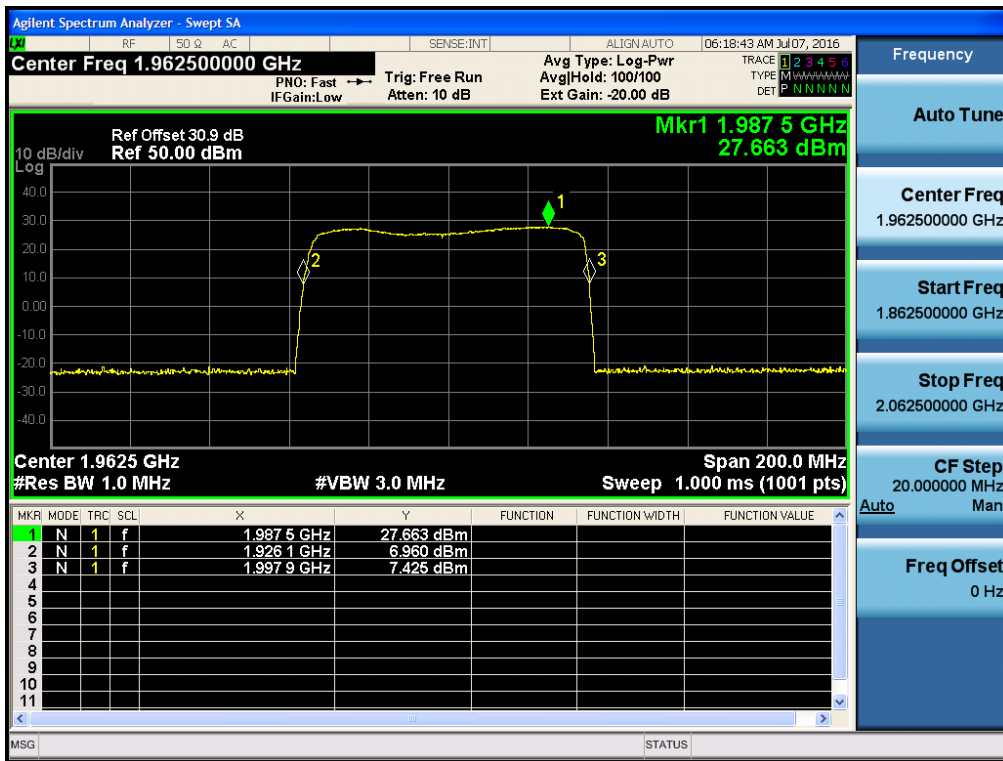 Agilent Spectrum Analyzer - Swept SA
LXI RF 50 Ω AC SENSE:INT ALIGN AUTO 06:18:43 AM Jul 07, 2016
Center Freq 1.962500000 GHz
PNO: Fast
IFGain:Low
Trig: Free Run
Atten: 10 dB
Avg Type: Log-Pwr
Avg|Hold: 100/100
Ext Gain: -20.00 dB
TRACE 1 2 3 4 5 6
TYPE M
DET P N N N N N
Frequency
Auto Tune
Center Freq
1.962500000 GHz
Start Freq
1.862500000 GHz
Stop Freq
2.062500000 GHz
CF Step
20.000000 MHz
Auto Man
Freq Offset
0 Hz
Ref Offset 30.9 dB
10 dB/div Ref 50.00 dBm
Log
Mkr1 1.987 5 GHz
27.663 dBm
40.0
30.0
20.0
10.0
0.00
-10.0
-20.0
-30.0
-40.0
1
2
3
Center 1.9625 GHz Span 200.0 MHz
#Res BW 1.0 MHz #VBW 3.0 MHz Sweep 1.000 ms (1001 pts)
MKR MODE TRC SCL X Y FUNCTION FUNCTION WIDTH FUNCTION VALUE
1 N 1 f 1.987 5 GHz 27.663 dBm
2 N 1 f 1.926 1 GHz 6.960 dBm
3 N 1 f 1.997 9 GHz 7.425 dBm
4
5
6
7
8
9
10
11
MSG STATUS